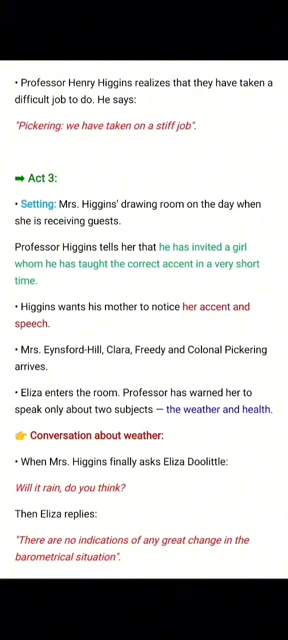 • Professor Henry Higgins realizes that they have taken a
difficult job to do. He says:
"Pickering: we have taken on a stiff job".
➡ Act 3:
• Setting: Mrs. Higgins' drawing room on the day when
she is receiving guests.
Professor Higgins tells her that he has invited a girl
whom he has taught the correct accent in a very short
time.
• Higgins wants his mother to notice her accent and
speech.
• Mrs. Eynsford-Hill, Clara, Freedy and Colonal Pickering
arrives.
• Eliza enters the room. Professor has warned her to
speak only about two subjects — the weather and health.
👉 Conversation about weather:
• When Mrs. Higgins finally asks Eliza Doolittle:
Will it rain, do you think?
Then Eliza replies:
"There are no indications of any great change in the
barometrical situation".